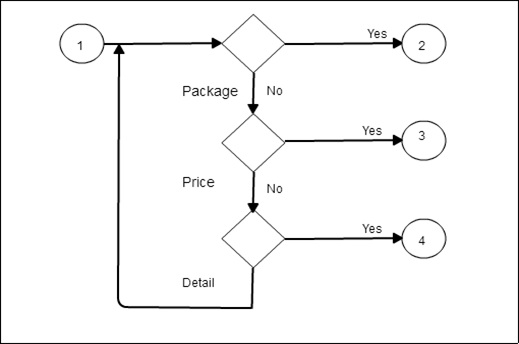 Yes
1
2
Package
No
Yes
3
Price
No
Yes
4
Detail